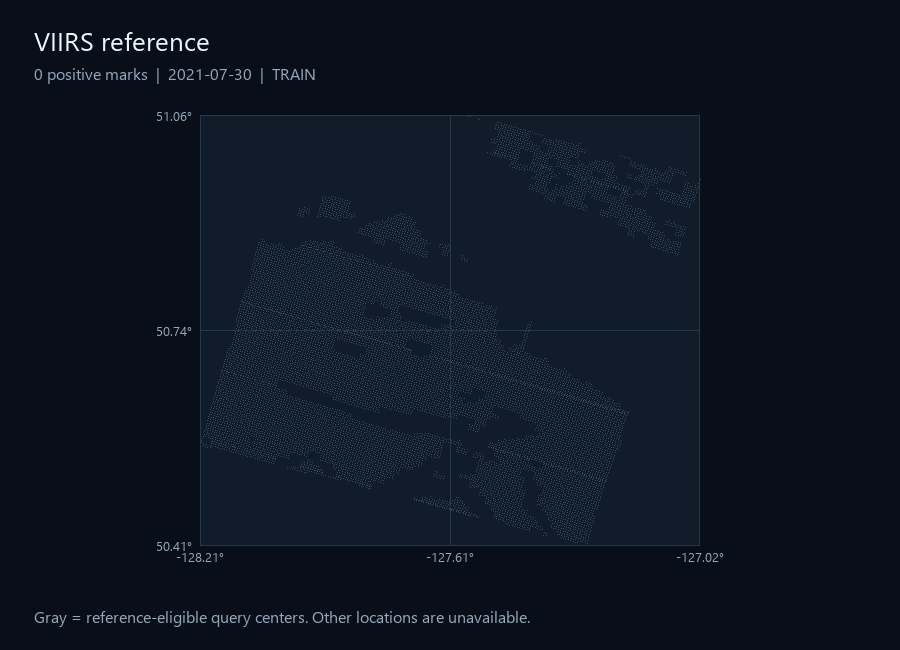 VIIRS reference
0 positive marks | 2021-07-30 | TRAIN
51.06°
50.74°
50.41°
-128.21°
-127.61°
-127.02°
Gray = reference-eligible query centers. Other locations are unavailable.